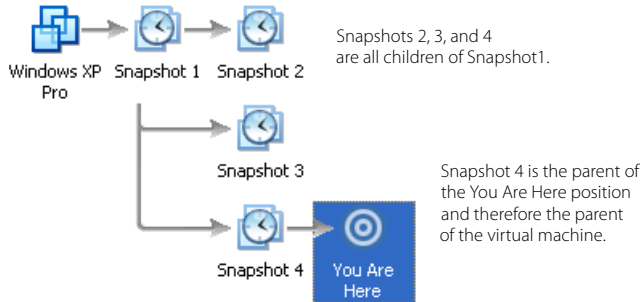 Windows XP
Pro
Snapshot 1
Snapshot 2
Snapshots 2, 3, and 4
are all children of Snapshot1.
Snapshot 3
Snapshot 4 is the parent of
the You Are Here position
and therefore the parent
of the virtual machine.
Snapshot 4
You Are
Here